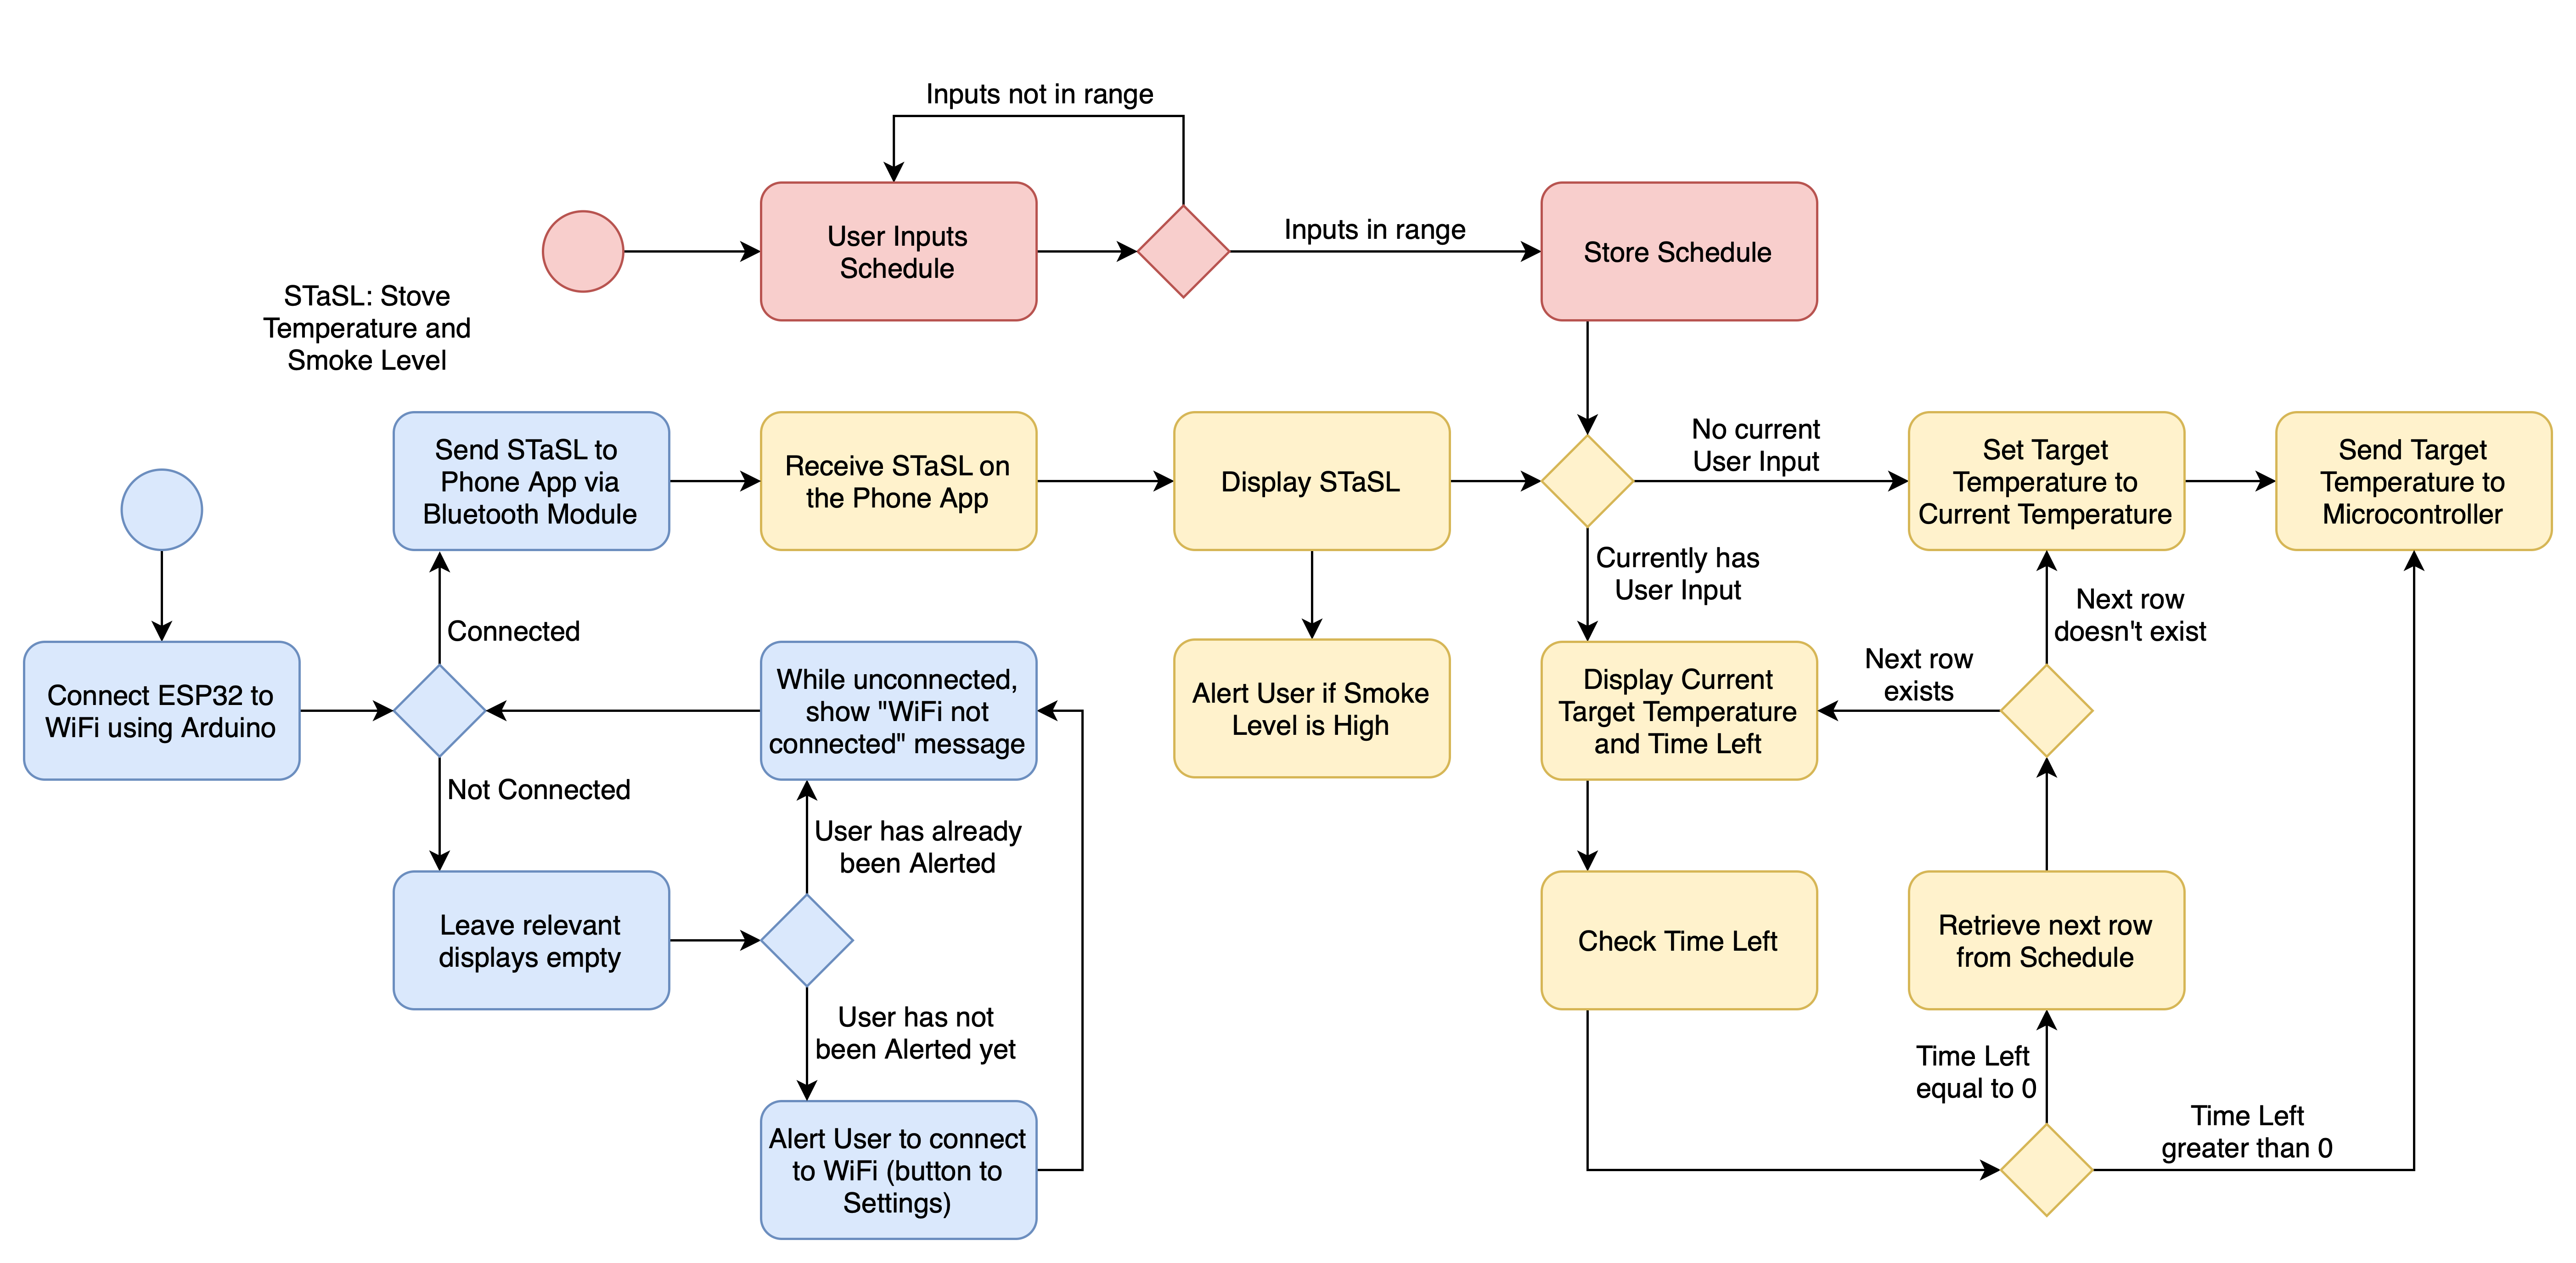 Inputs not in range
User Inputs
Schedule
Inputs in range
Store Schedule
STaSL: Stove
Temperature and
Smoke Level
Send STaSL to
Phone App via
Bluetooth Module
Receive STaSL on
the Phone App
Display STaSL
No current
User Input
Set Target
Temperature to
Current Temperature
Send Target
Temperature to
Microcontroller
Currently has
User Input
Connected
Next row
doesn't exist
Connect ESP32 to
WiFi using Arduino
While unconnected,
show "WiFi not
connected" message
Alert User if Smoke
Level is High
Display Current
Target Temperature
and Time Left
Next row
exists
Not Connected
User has already
been Alerted
Leave relevant
displays empty
Check Time Left
Retrieve next row
from Schedule
User has not
been Alerted yet
Time Left
equal to 0
Time Left
greater than 0
Alert User to connect
to WiFi (button to
Settings)